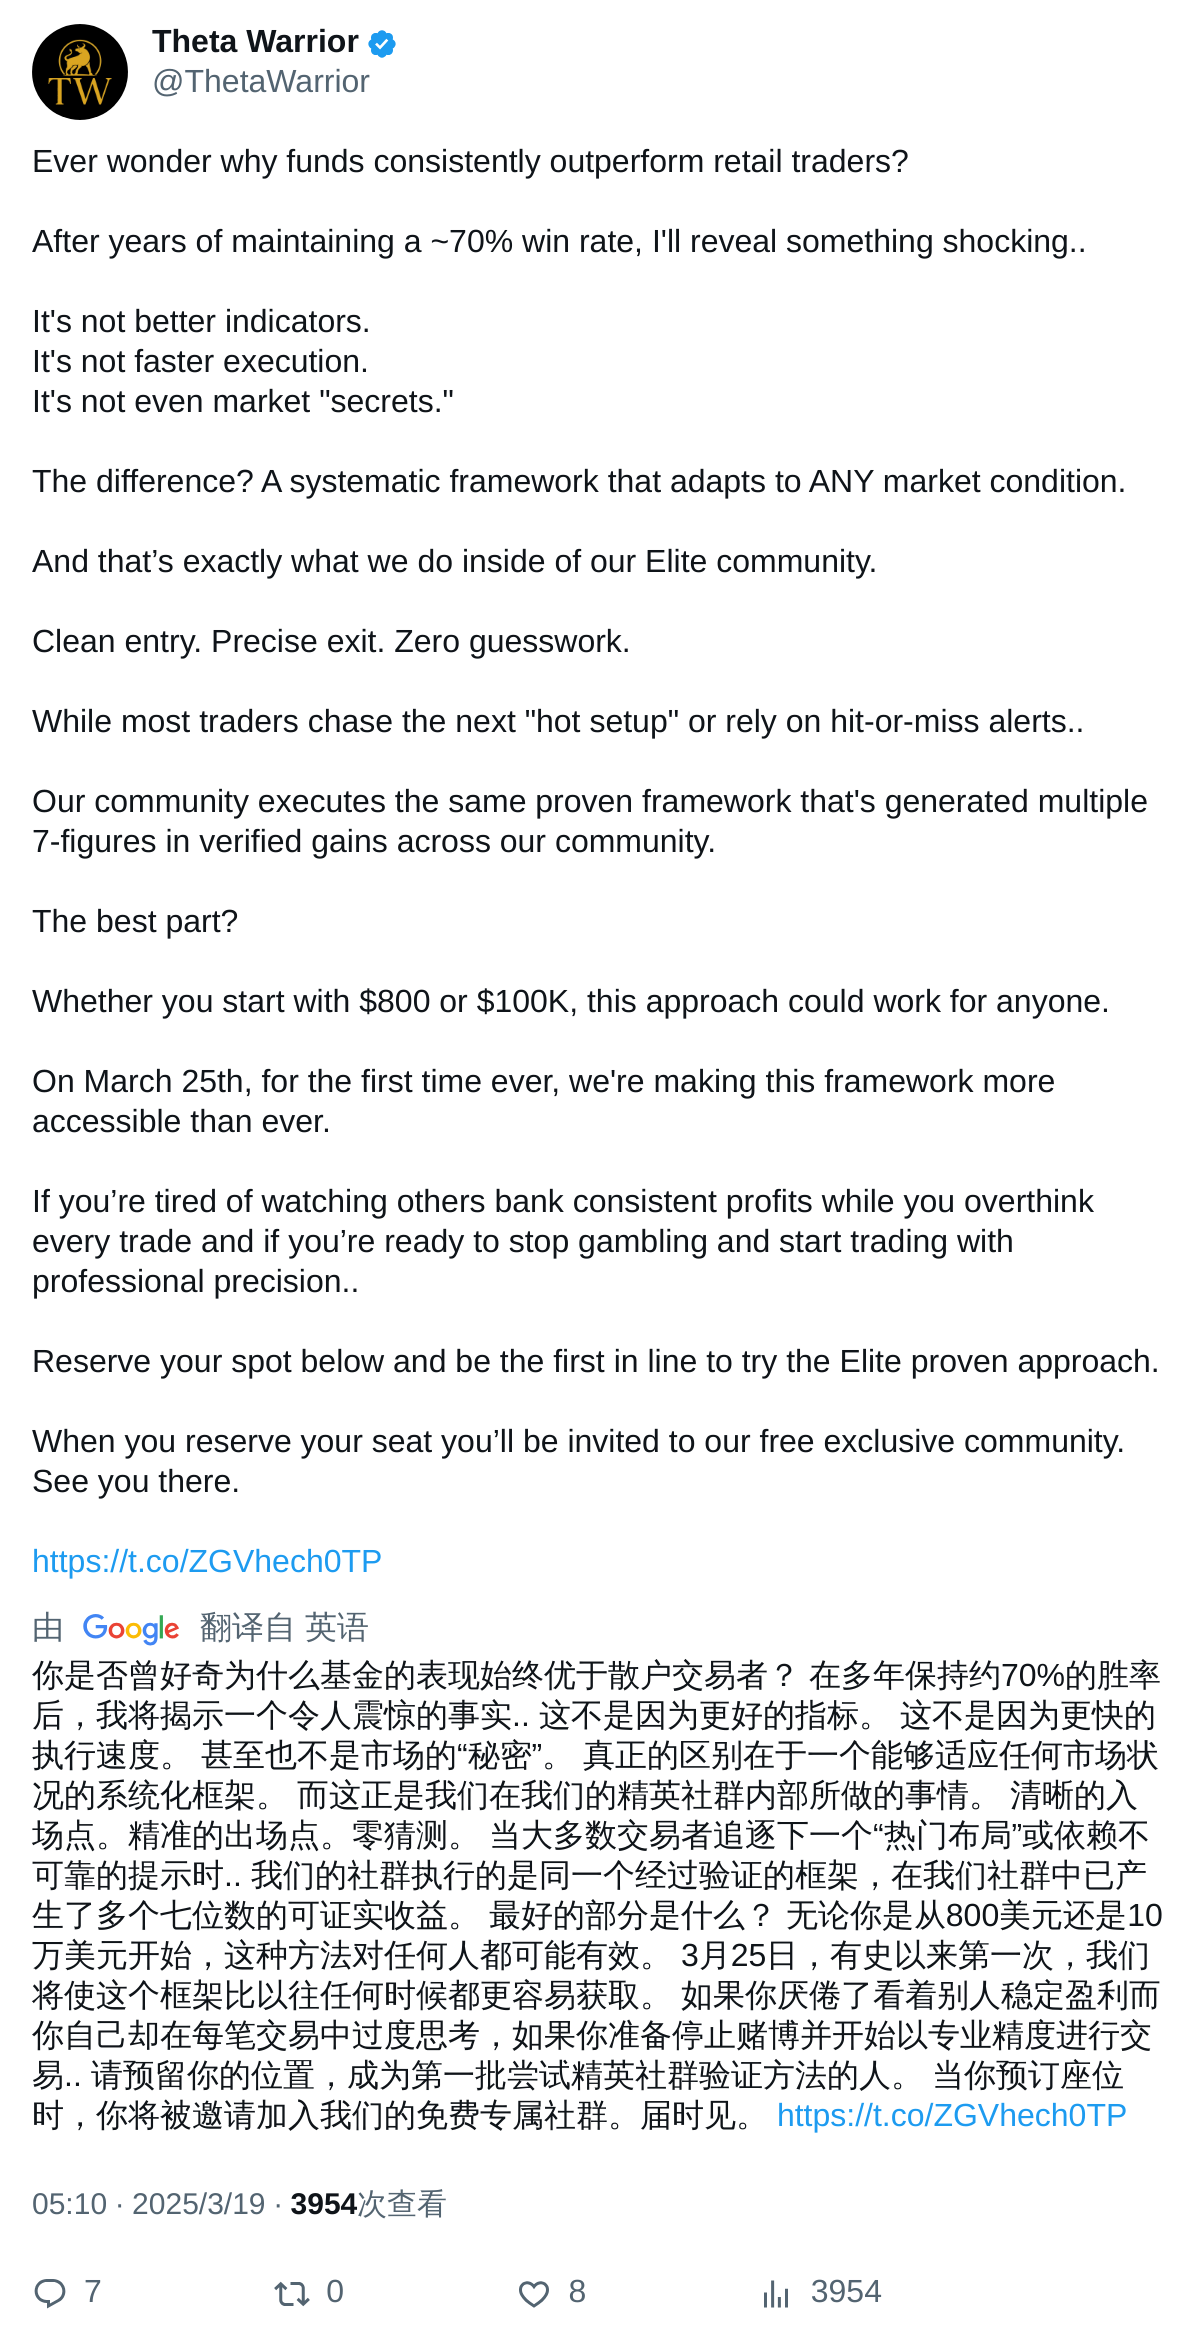 TW
Theta Warrior
@ThetaWarrior
Ever wonder why funds consistently outperform retail traders?
After years of maintaining a ~70% win rate, I'll reveal something shocking..
It's not better indicators.
It's not faster execution.
It's not even market "secrets."
The difference? A systematic framework that adapts to ANY market condition.
And that’s exactly what we do inside of our Elite community.
Clean entry. Precise exit. Zero guesswork.
While most traders chase the next "hot setup" or rely on hit-or-miss alerts..
Our community executes the same proven framework that's generated multiple
7-figures in verified gains across our community.
The best part?
Whether you start with $800 or $100K, this approach could work for anyone.
On March 25th, for the first time ever, we're making this framework more
accessible than ever.
If you’re tired of watching others bank consistent profits while you overthink
every trade and if you’re ready to stop gambling and start trading with
professional precision..
Reserve your spot below and be the first in line to try the Elite proven approach.
When you reserve your seat you’ll be invited to our free exclusive community.
See you there.
https://t.co/ZGVhech0TP
由 Google 翻译自 英语
你是否曾好奇为什么基金的表现始终优于散户交易者？ 在多年保持约70%的胜率
后，我将揭示一个令人震惊的事实.. 这不是因为更好的指标。 这不是因为更快的
执行速度。 甚至也不是市场的“秘密”。 真正的区别在于一个能够适应任何市场状
况的系统化框架。 而这正是我们在我们的精英社群内部所做的事情。 清晰的入
场点。精准的出场点。零猜测。 当大多数交易者追逐下一个“热门布局”或依赖不
可靠的提示时.. 我们的社群执行的是同一个经过验证的框架，在我们社群中已产
生了多个七位数的可证实收益。 最好的部分是什么？ 无论你是从800美元还是10
万美元开始，这种方法对任何人都可能有效。 3月25日，有史以来第一次，我们
将使这个框架比以往任何时候都更容易获取。 如果你厌倦了看着别人稳定盈利而
你自己却在每笔交易中过度思考，如果你准备停止赌博并开始以专业精度进行交
易.. 请预留你的位置，成为第一批尝试精英社群验证方法的人。 当你预订座位
时，你将被邀请加入我们的免费专属社群。届时见。 https://t.co/ZGVhech0TP
05:10 · 2025/3/19 · 3954次查看
7 0 8 3954